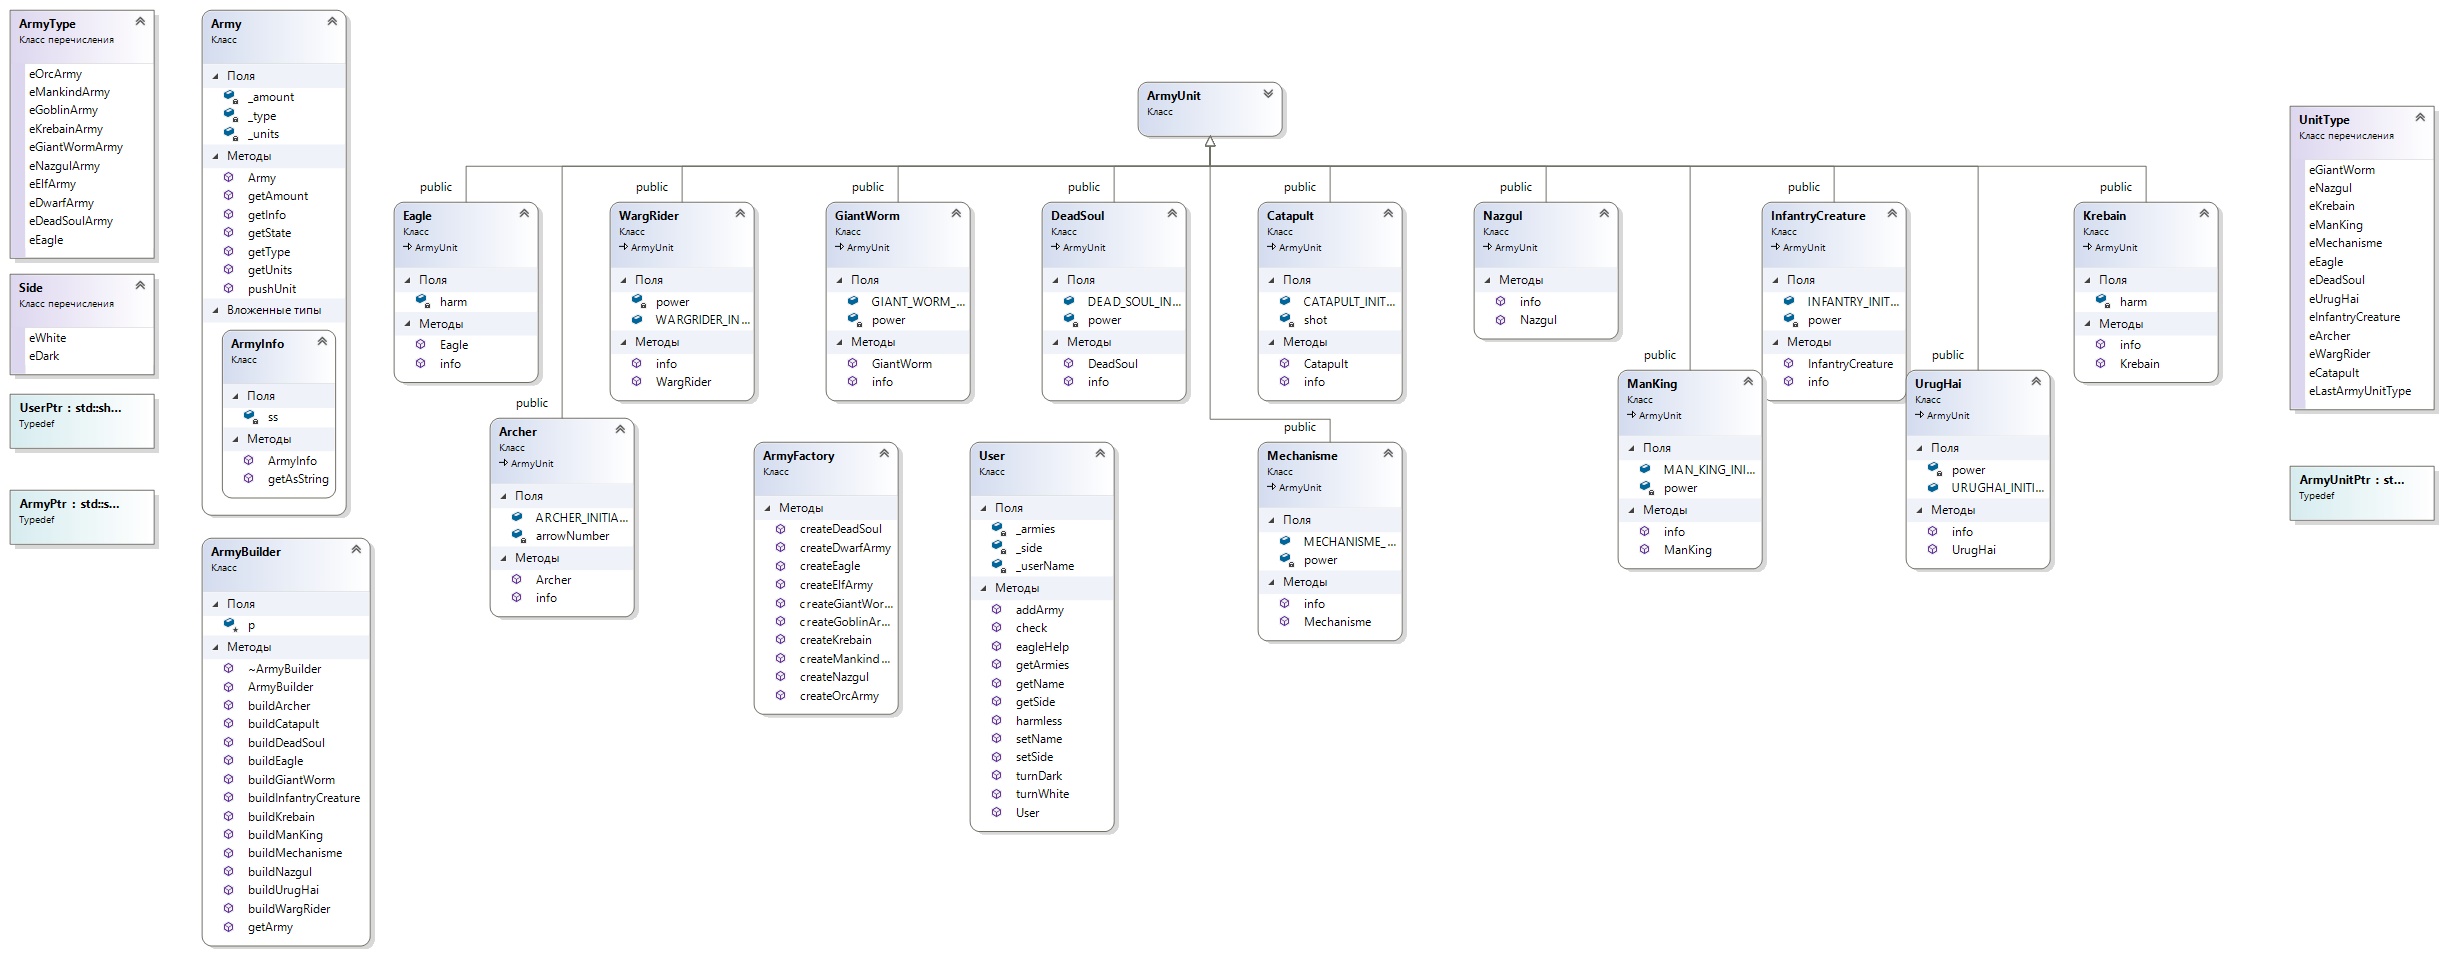 ArmyType
Класс перечисления
eOrcArmy
eMankindArmy
eGoblinArmy
eKrebainArmy
eGiantWormArmy
eNazgulArmy
eElfArmy
eDwarfArmy
eDeadSoulArmy
eEagle
Side
Класс перечисления
eWhite
eDark
UserPtr : std::sh...
Typedef
ArmyPtr : std::s...
Typedef
Army
Класс
Поля
_amount
_type
_units
Методы
Army
getAmount
getInfo
getState
getType
getUnits
pushUnit
Вложенные типы
ArmyInfo
Класс
Поля
ss
Методы
ArmyInfo
getAsString
ArmyBuilder
Класс
Поля
p
Методы
~ArmyBuilder
ArmyBuilder
buildArcher
buildCatapult
buildDeadSoul
buildEagle
buildGiantWorm
buildInfantryCreature
buildKrebain
buildManKing
buildMechanisme
buildNazgul
buildUrugHai
buildWargRider
getArmy
ArmyUnit
Класс
public
Eagle
Класс
ArmyUnit
Поля
harm
Методы
Eagle
info
public
Archer
Класс
ArmyUnit
Поля
ARCHER_INITIA...
arrowNumber
Методы
Archer
info
public
WargRider
Класс
ArmyUnit
Поля
power
WARGRIDER_IN...
Методы
info
WargRider
public
GiantWorm
Класс
ArmyUnit
Поля
GIANT_WORM_...
power
Методы
GiantWorm
info
ArmyFactory
Класс
Методы
createDeadSoul
createDwarfArmy
createEagle
createElfArmy
createGiantWor...
createGoblinAr...
createKrebain
createMankind...
createNazgul
createOrcArmy
public
DeadSoul
Класс
ArmyUnit
Поля
DEAD_SOUL_IN...
power
Методы
DeadSoul
info
User
Класс
Поля
_armies
_side
_userName
Методы
addArmy
check
eagleHelp
getArmies
getName
getSide
harmless
setName
setSide
turnDark
turnWhite
User
public
Catapult
Класс
ArmyUnit
Поля
CATAPULT_INIT...
shot
Методы
Catapult
info
public
Mechanisme
Класс
ArmyUnit
Поля
MECHANISME_...
power
Методы
info
Mechanisme
public
Nazgul
Класс
ArmyUnit
Методы
info
Nazgul
public
ManKing
Класс
ArmyUnit
Поля
MAN_KING_INI...
power
Методы
info
ManKing
public
InfantryCreature
Класс
ArmyUnit
Поля
INFANTRY_INIT...
power
Методы
InfantryCreature
info
public
UrugHai
Класс
ArmyUnit
Поля
power
URUGHAI_INITI...
Методы
info
UrugHai
public
Krebain
Класс
ArmyUnit
Поля
harm
Методы
info
Krebain
UnitType
Класс перечисления
eGiantWorm
eNazgul
eKrebain
eManKing
eMechanisme
eEagle
eDeadSoul
eUrugHai
eInfantryCreature
eArcher
eWargRider
eCatapult
eLastArmyUnitType
ArmyUnitPtr : st...
Typedef